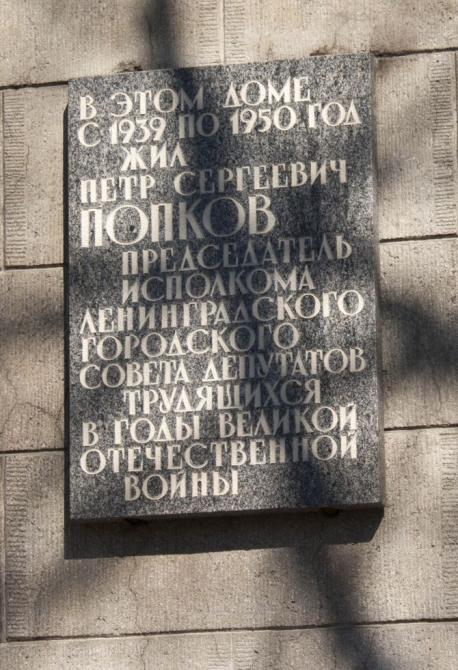 В ЭТОМ ДОМЕ
С 1939 ПО 1950 ГОД
ЖИЛ
ПЕТР СЕРГЕЕВИЧ
ПОПКОВ
ПРЕДСЕДАТЕЛЬ
ИСПОЛКОМА
ЛЕНИНГРАДСКОГО
ГОРОДСКОГО
СОВЕТА ДЕПУТАТОВ
ТРУДЯЩИХСЯ
В ГОДЫ ВЕЛИКОЙ
ОТЕЧЕСТВЕННОЙ
ВОЙНЫ